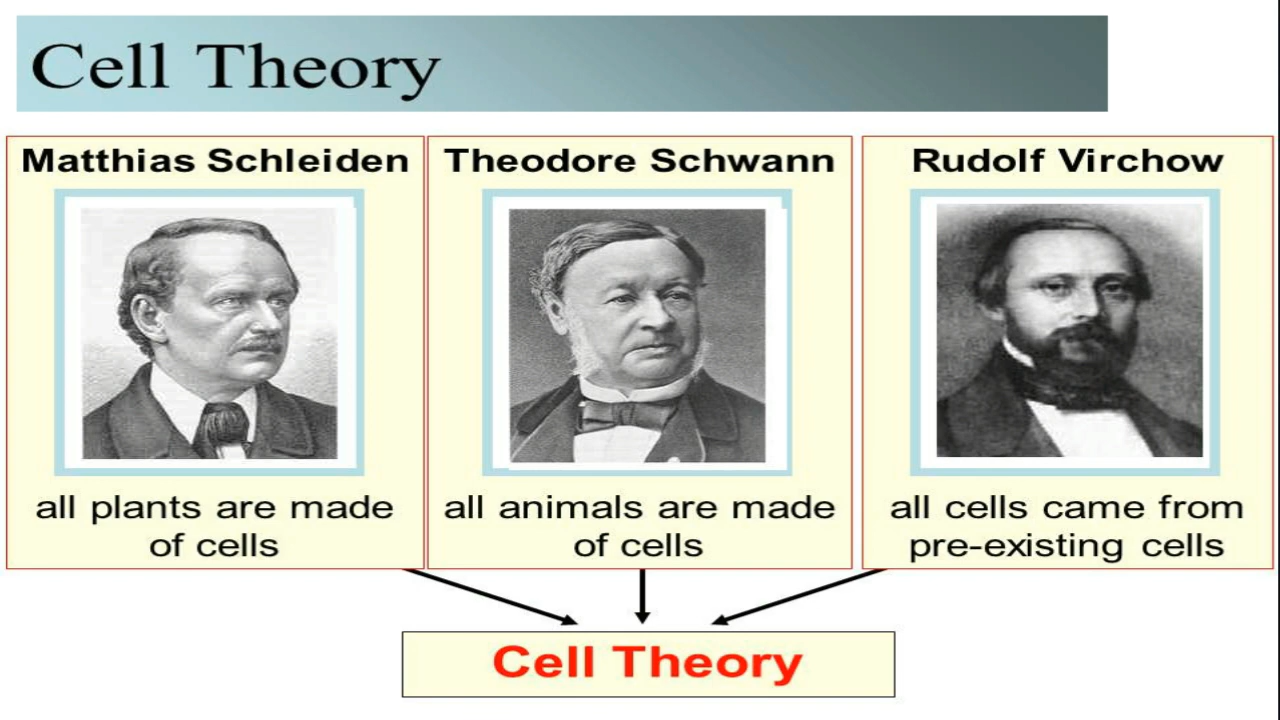 Cell Theory
Matthias Schleiden
all plants are made
of cells
Theodore Schwann
all animals are made
of cells
Rudolf Virchow
all cells came from
pre-existing cells
Cell Theory